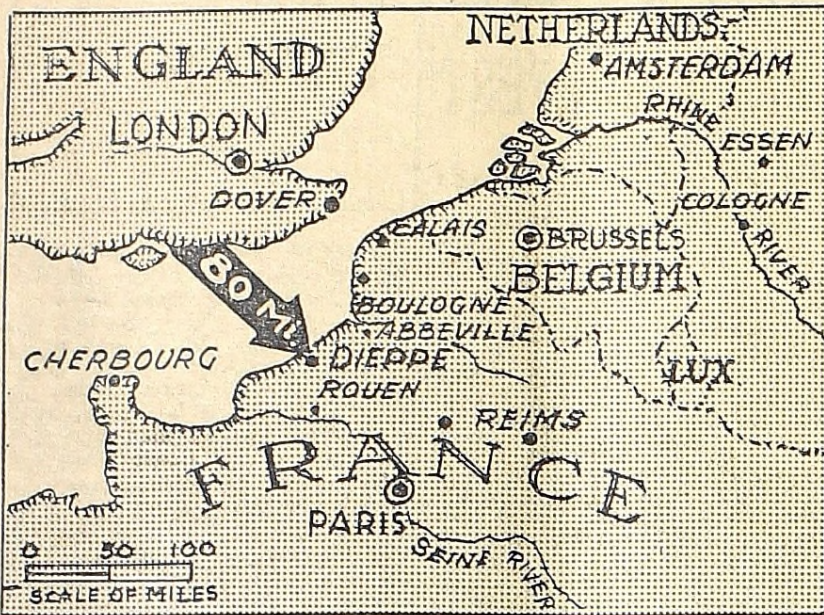 NETHERLANDS
ENGLAND
AMSTERDAM
RHINE
LONDON
ESSEN
DOVER
COLOGNE
CALAIS
BRUSSELS
RIVER
80 MI.
BELGIUM
BOULOGNE
ABBEVILLE
CHERBOURG
DIEPPE
LUX
ROUEN
REIMS
FRANCE
PARIS
SEINE RIVER
0 50 100
SCALE OF MILES